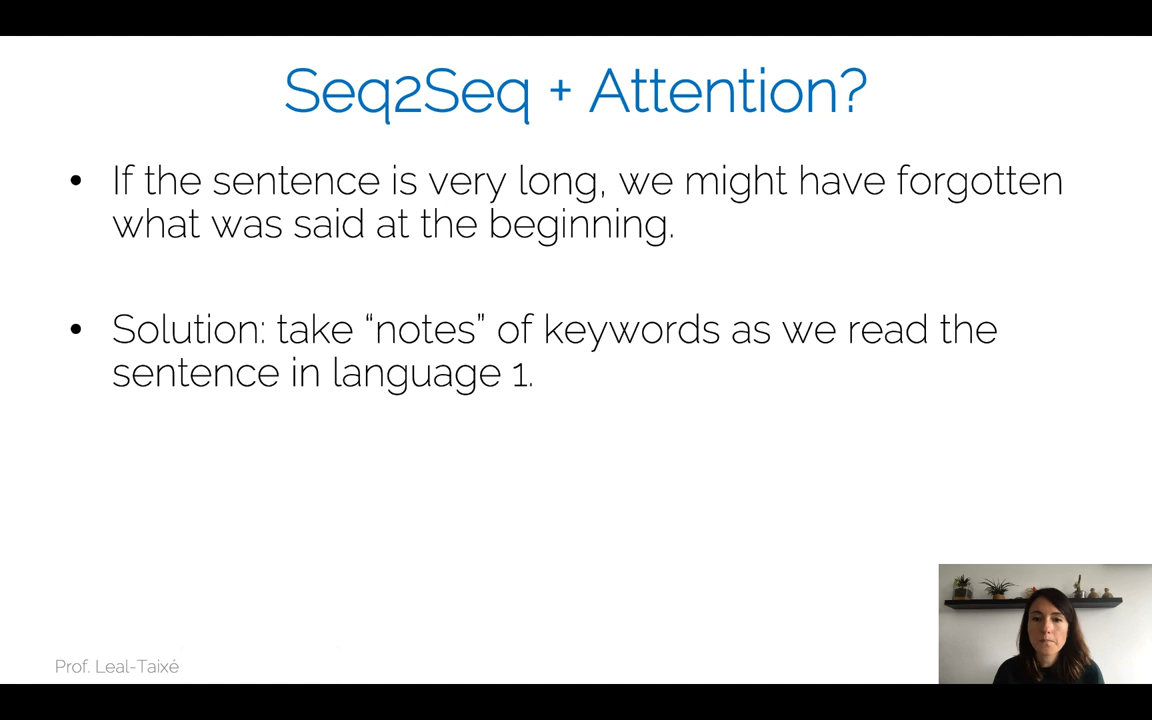 Seq2Seq + Attention?
• If the sentence is very long, we might have forgotten
what was said at the beginning.
• Solution: take “notes” of keywords as we read the
sentence in language 1.
Prof. Leal-Taixé